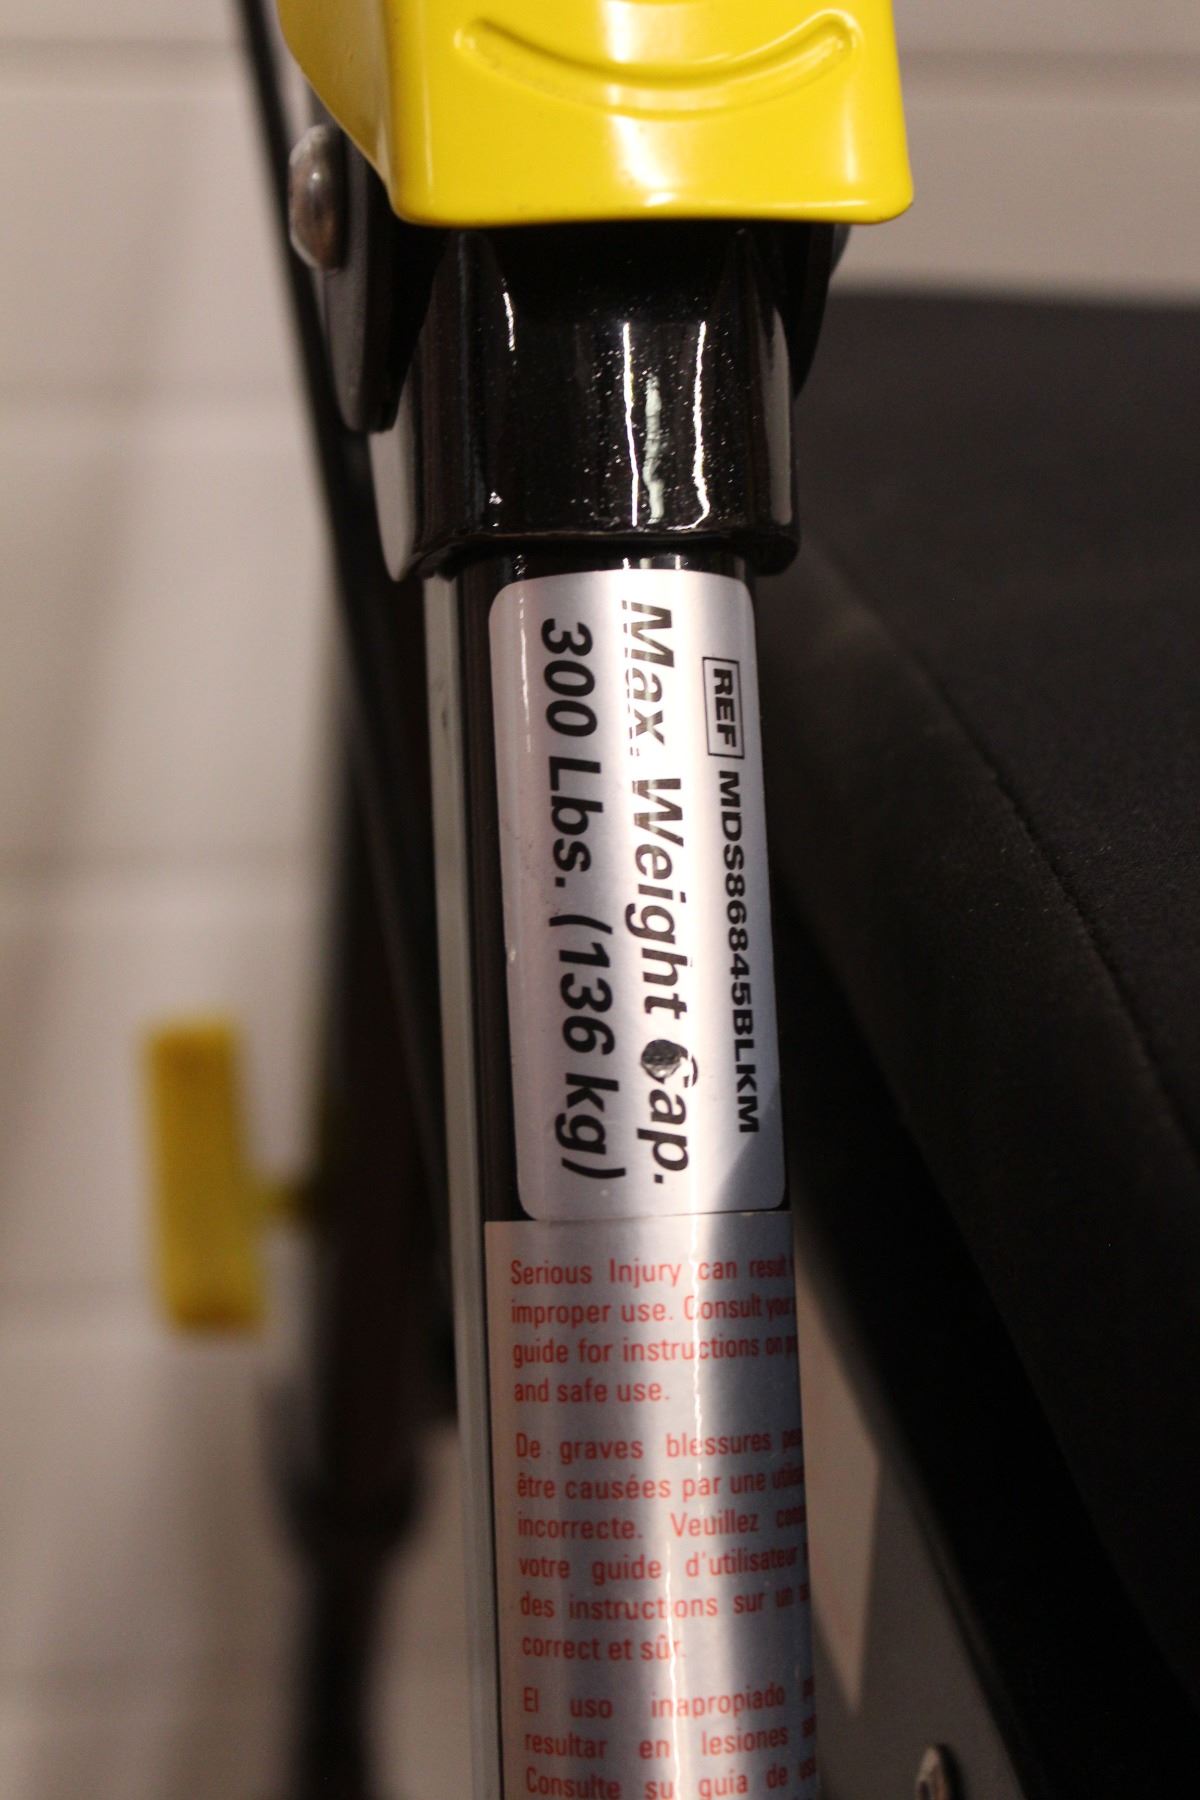 REF MDS86845BLKM
Max. Weight Cap.
300 Lbs. (136 kg)
Serious Injury can result
improper use. Consult your
guide for instructions on
and safe use.
De graves blessures
être causées par une
incorrecte. Veuillez
votre guide d'utilisateur
des instructions sur un
correct et sûr.
El uso inapropiado
resultar en lesiones
Consulte su guía de